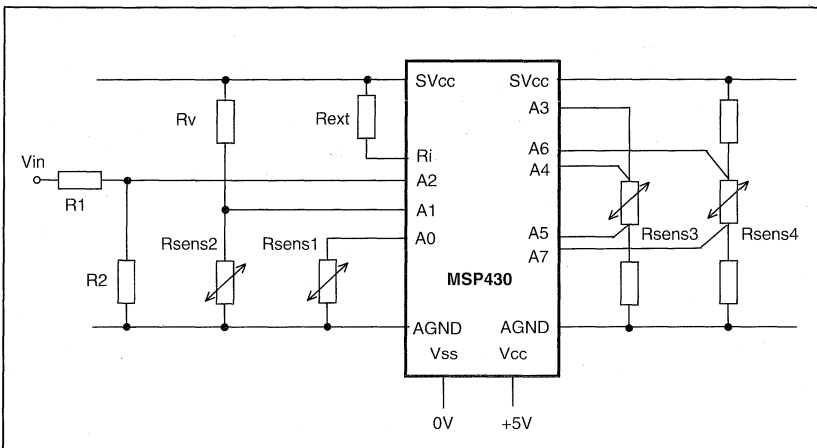 SVcc
SVcc
A3
Rv
Rext
Vin
Ri
A6
A2
A4
R1
A1
A5
Rsens2
Rsens1
A0
Rsens3
Rsens4
A7
R2
MSP430
AGND
AGND
Vss
Vcc
0V
+5V